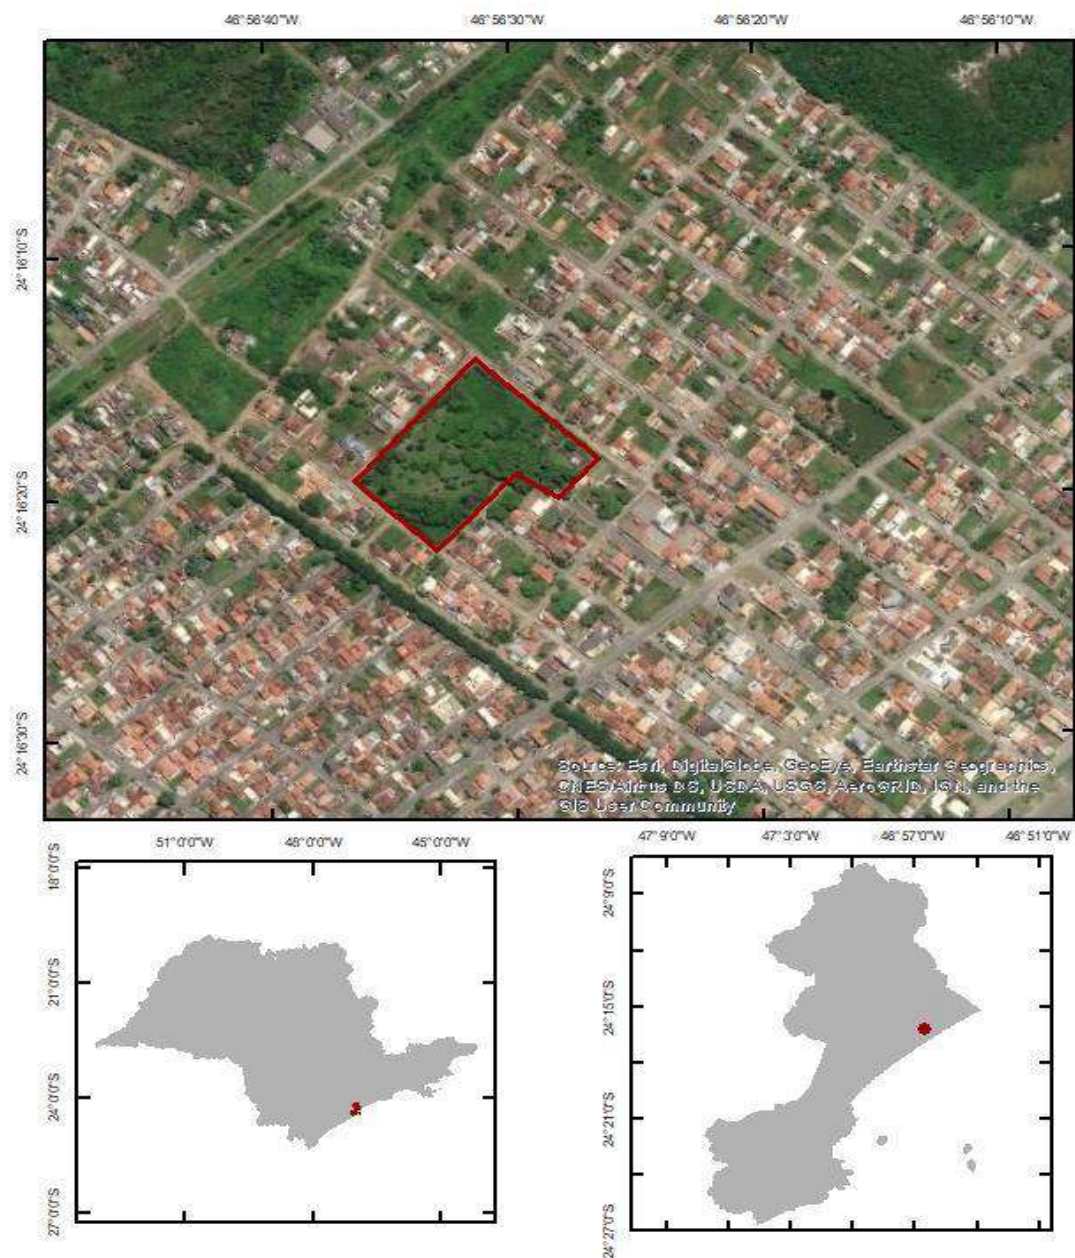 46°56'40"W 46°56'30"W 46°56'20"W 46°56'10"W
24°16'10"S
24°16'20"S
24°16'30"S
Source: Esri, DigitalGlobe, GeoEye, Earthstar Geographics,
CNES/Airbus DS, USDA, USGS, AeroGRID, IGN, and the
GIS User Community
51°0'0"W 48°0'0"W 45°0'0"W
18°0'0"S
21°0'0"S
24°0'0"S
27°0'0"S
47°9'0"W 47°3'0"W 46°57'0"W 46°51'0"W
24°9'0"S
24°15'0"S
24°21'0"S
24°27'0"S